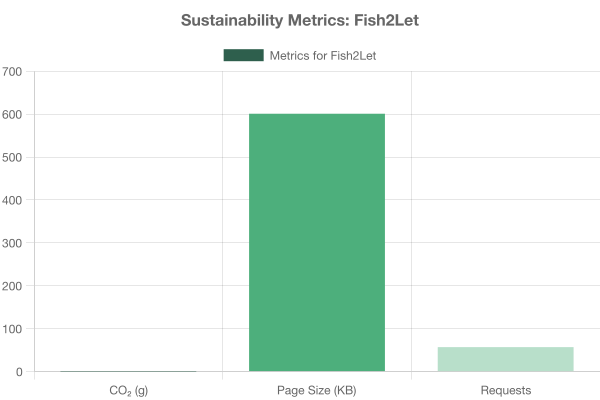 Sustainability Metrics: Fish2Let
Metrics for Fish2Let
700
600
500
400
300
200
100
0
CO₂ (g)
Page Size (KB)
Requests